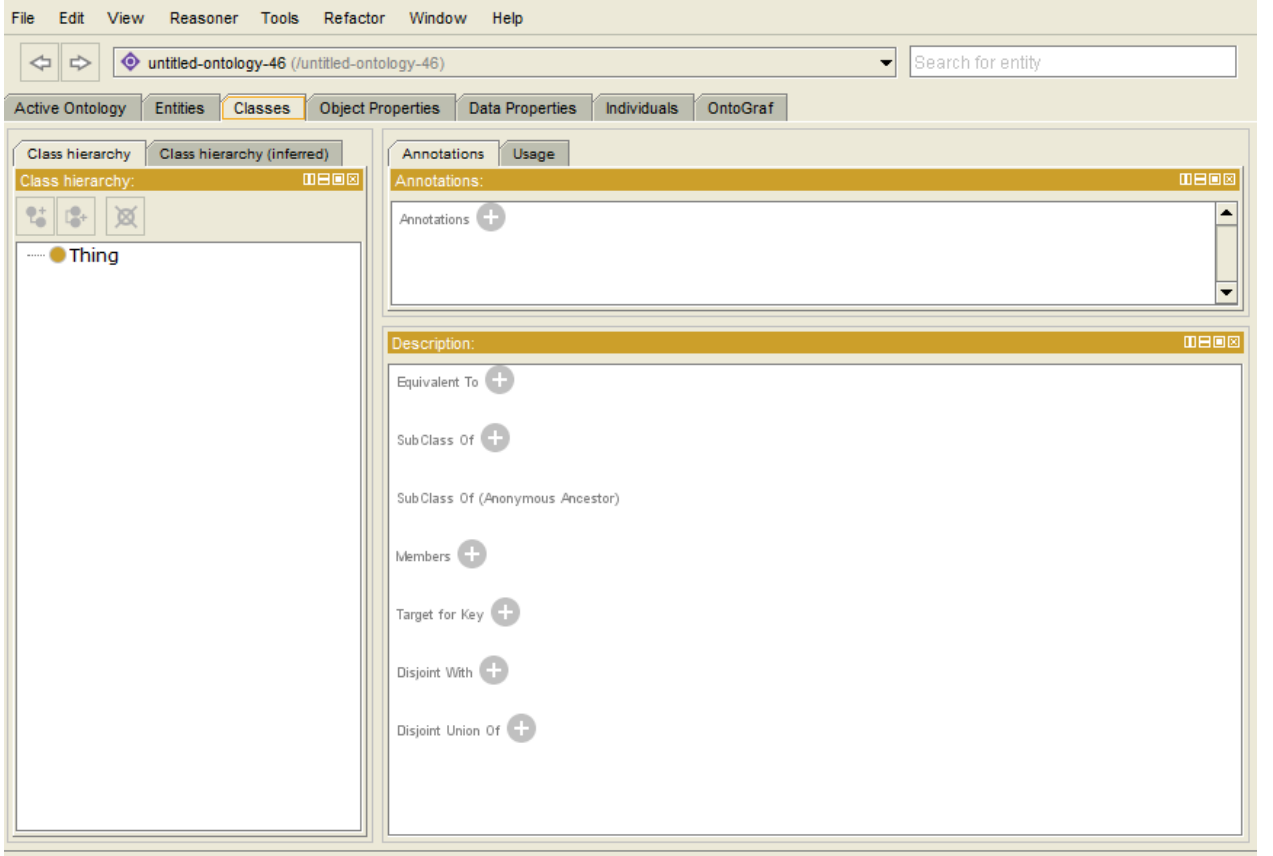 File Edit View Reasoner Tools Refactor Window Help
untitled-ontology-46 (/untitled-ontology-46)
Search for entity
Active Ontology Entities Classes Object Properties Data Properties Individuals OntoGraf
Class hierarchy Class hierarchy (inferred)
Class hierarchy:
Thing
Annotations Usage
Annotations:
Annotations
Description:
Equivalent To
SubClass Of
SubClass Of (Anonymous Ancestor)
Members
Target for Key
Disjoint With
Disjoint Union Of